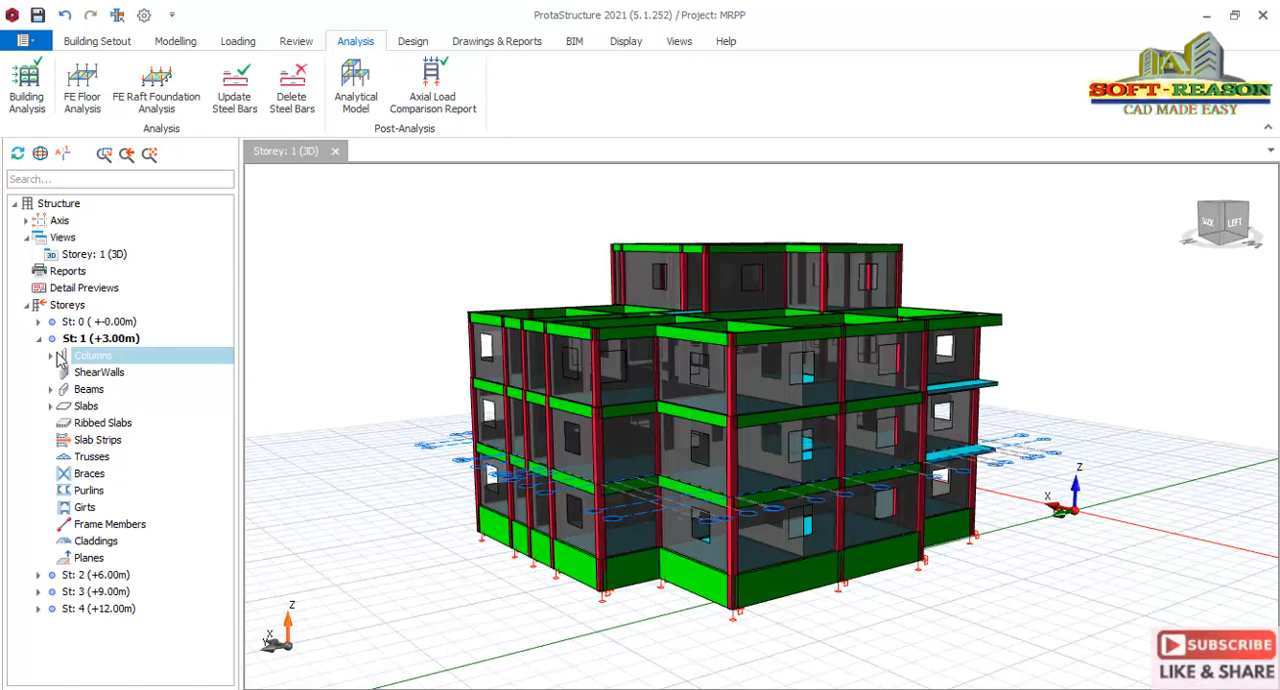 ProtaStructure 2021 (5.1.252) / Project: MRPP
Building Setout
Modelling
Loading
Review
Analysis
Design
Drawings & Reports
BIM
Display
Views
Help
Building
Analysis
FE Floor
Analysis
FE Raft Foundation
Analysis
Update
Steel Bars
Delete
Steel Bars
Analytical
Model
Axial Load
Comparison Report
Analysis
Post-Analysis
SOFT-REASON
CAD MADE EASY
Storey: 1 (3D)
Search...
Structure
Axis
Views
3D Storey: 1 (3D)
Reports
Detail Previews
Storeys
St: 0 ( +-0.00m)
St: 1 (+3.00m)
Columns
ShearWalls
Beams
Slabs
Ribbed Slabs
Slab Strips
Trusses
Braces
Purlins
Girts
Frame Members
Claddings
Planes
St: 2 (+6.00m)
St: 3 (+9.00m)
St: 4 (+12.00m)
BACK
LEFT
Z
X
Z
X
Y
SUBSCRIBE
LIKE & SHARE